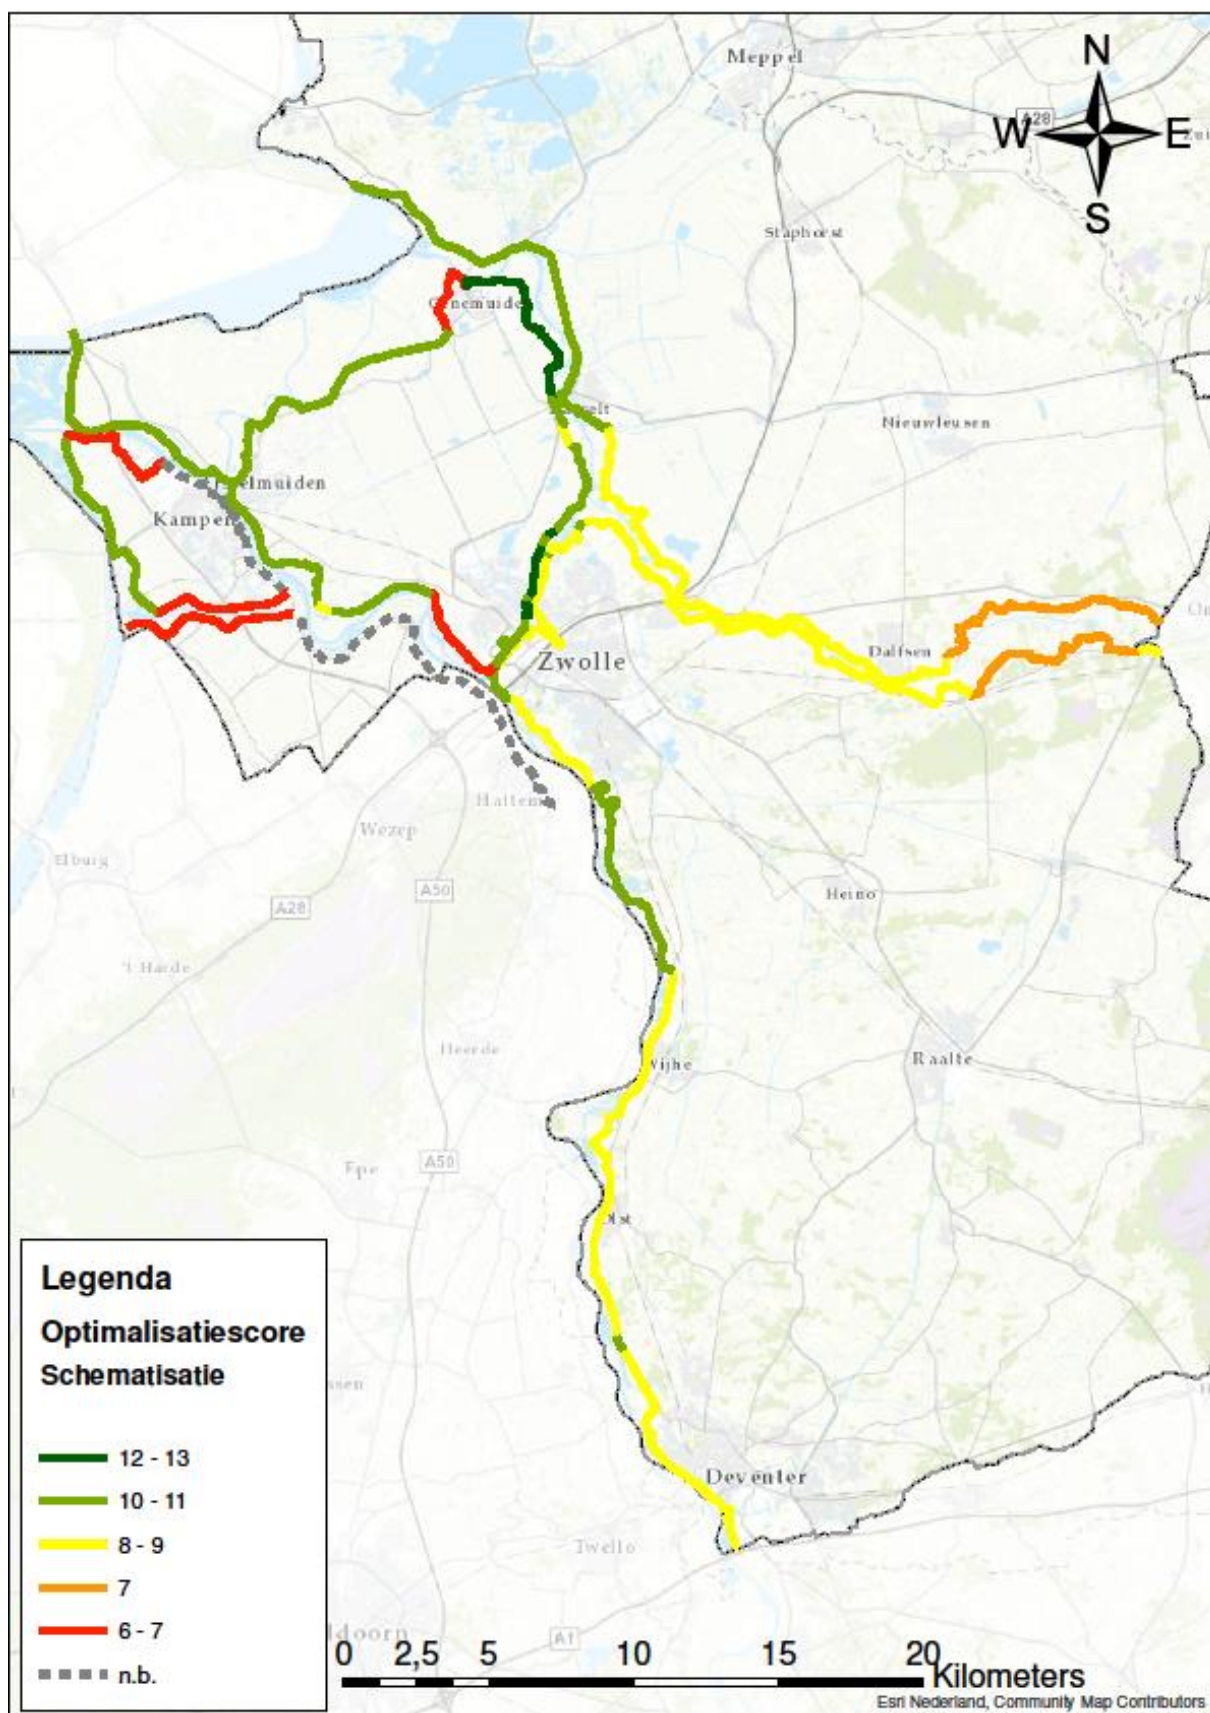 Meppel
N
A28
W E
S
Staphorst
Nieuwleusen
Kampen
Dalfsen
Zwolle
Hattem
Wezep
Elburg
A50
A28
Heino
't Harde
Heerde
Wijhe
Raalte
Epe
A50
Olst
Deventer
Twello
A1
Legenda
Optimalisatiescore
Schematisatie
12 - 13
10 - 11
8 - 9
7
6 - 7
n.b.
0 2,5 5 10 15 20
Kilometers
Esri Nederland, Community Map Contributors